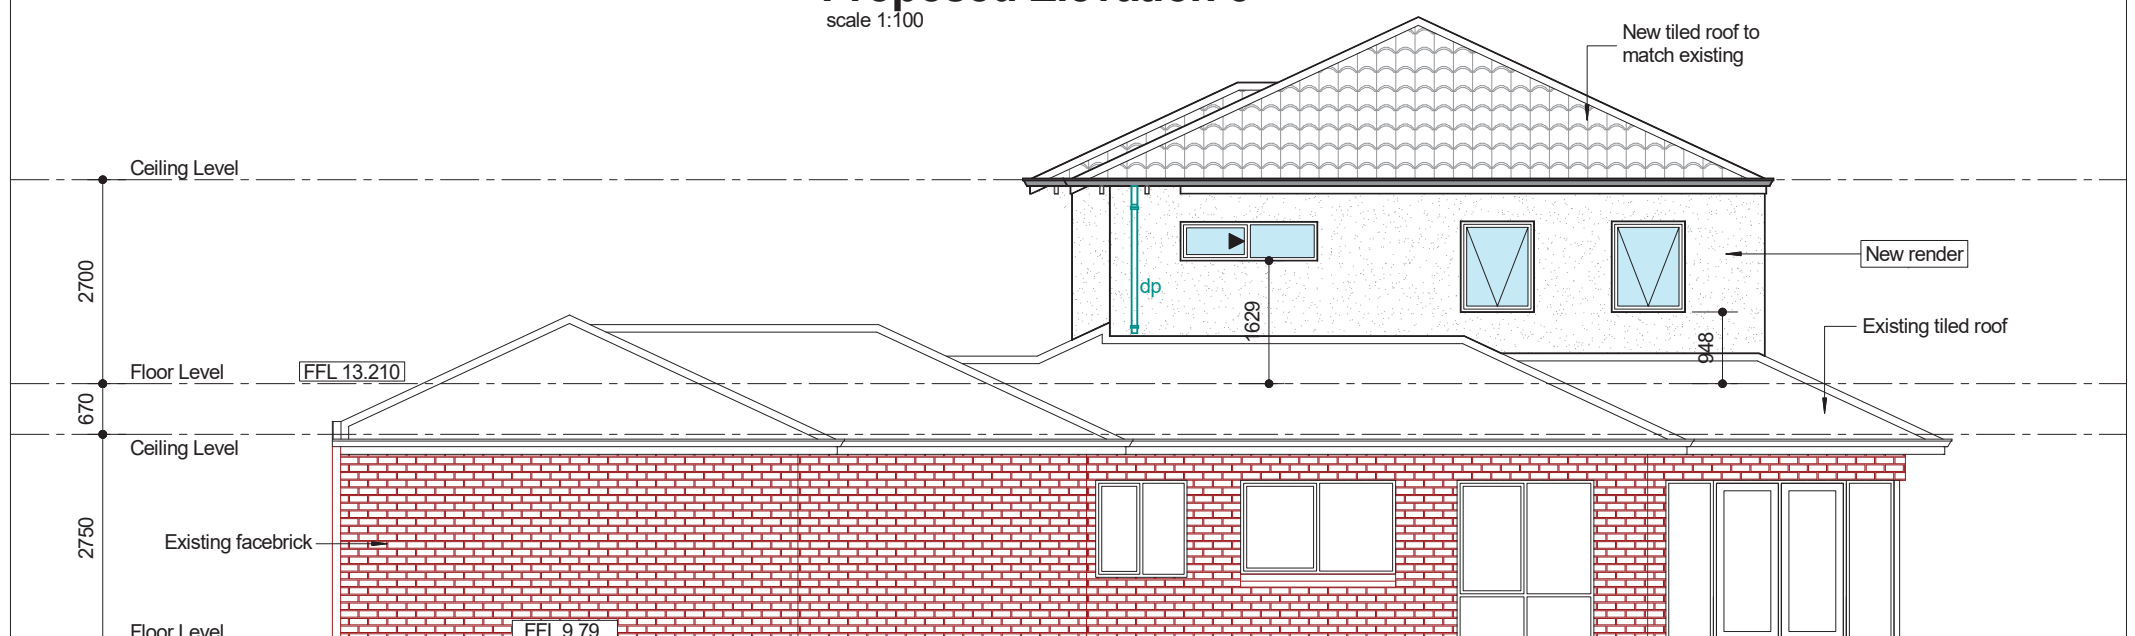 scale 1:100
New tiled roof to
match existing
Ceiling Level
2700
New render
dp
1629
948
Existing tiled roof
Floor Level
FFL 13.210
670
Ceiling Level
2750
Existing facebrick
Floor Level
FFL 9.79